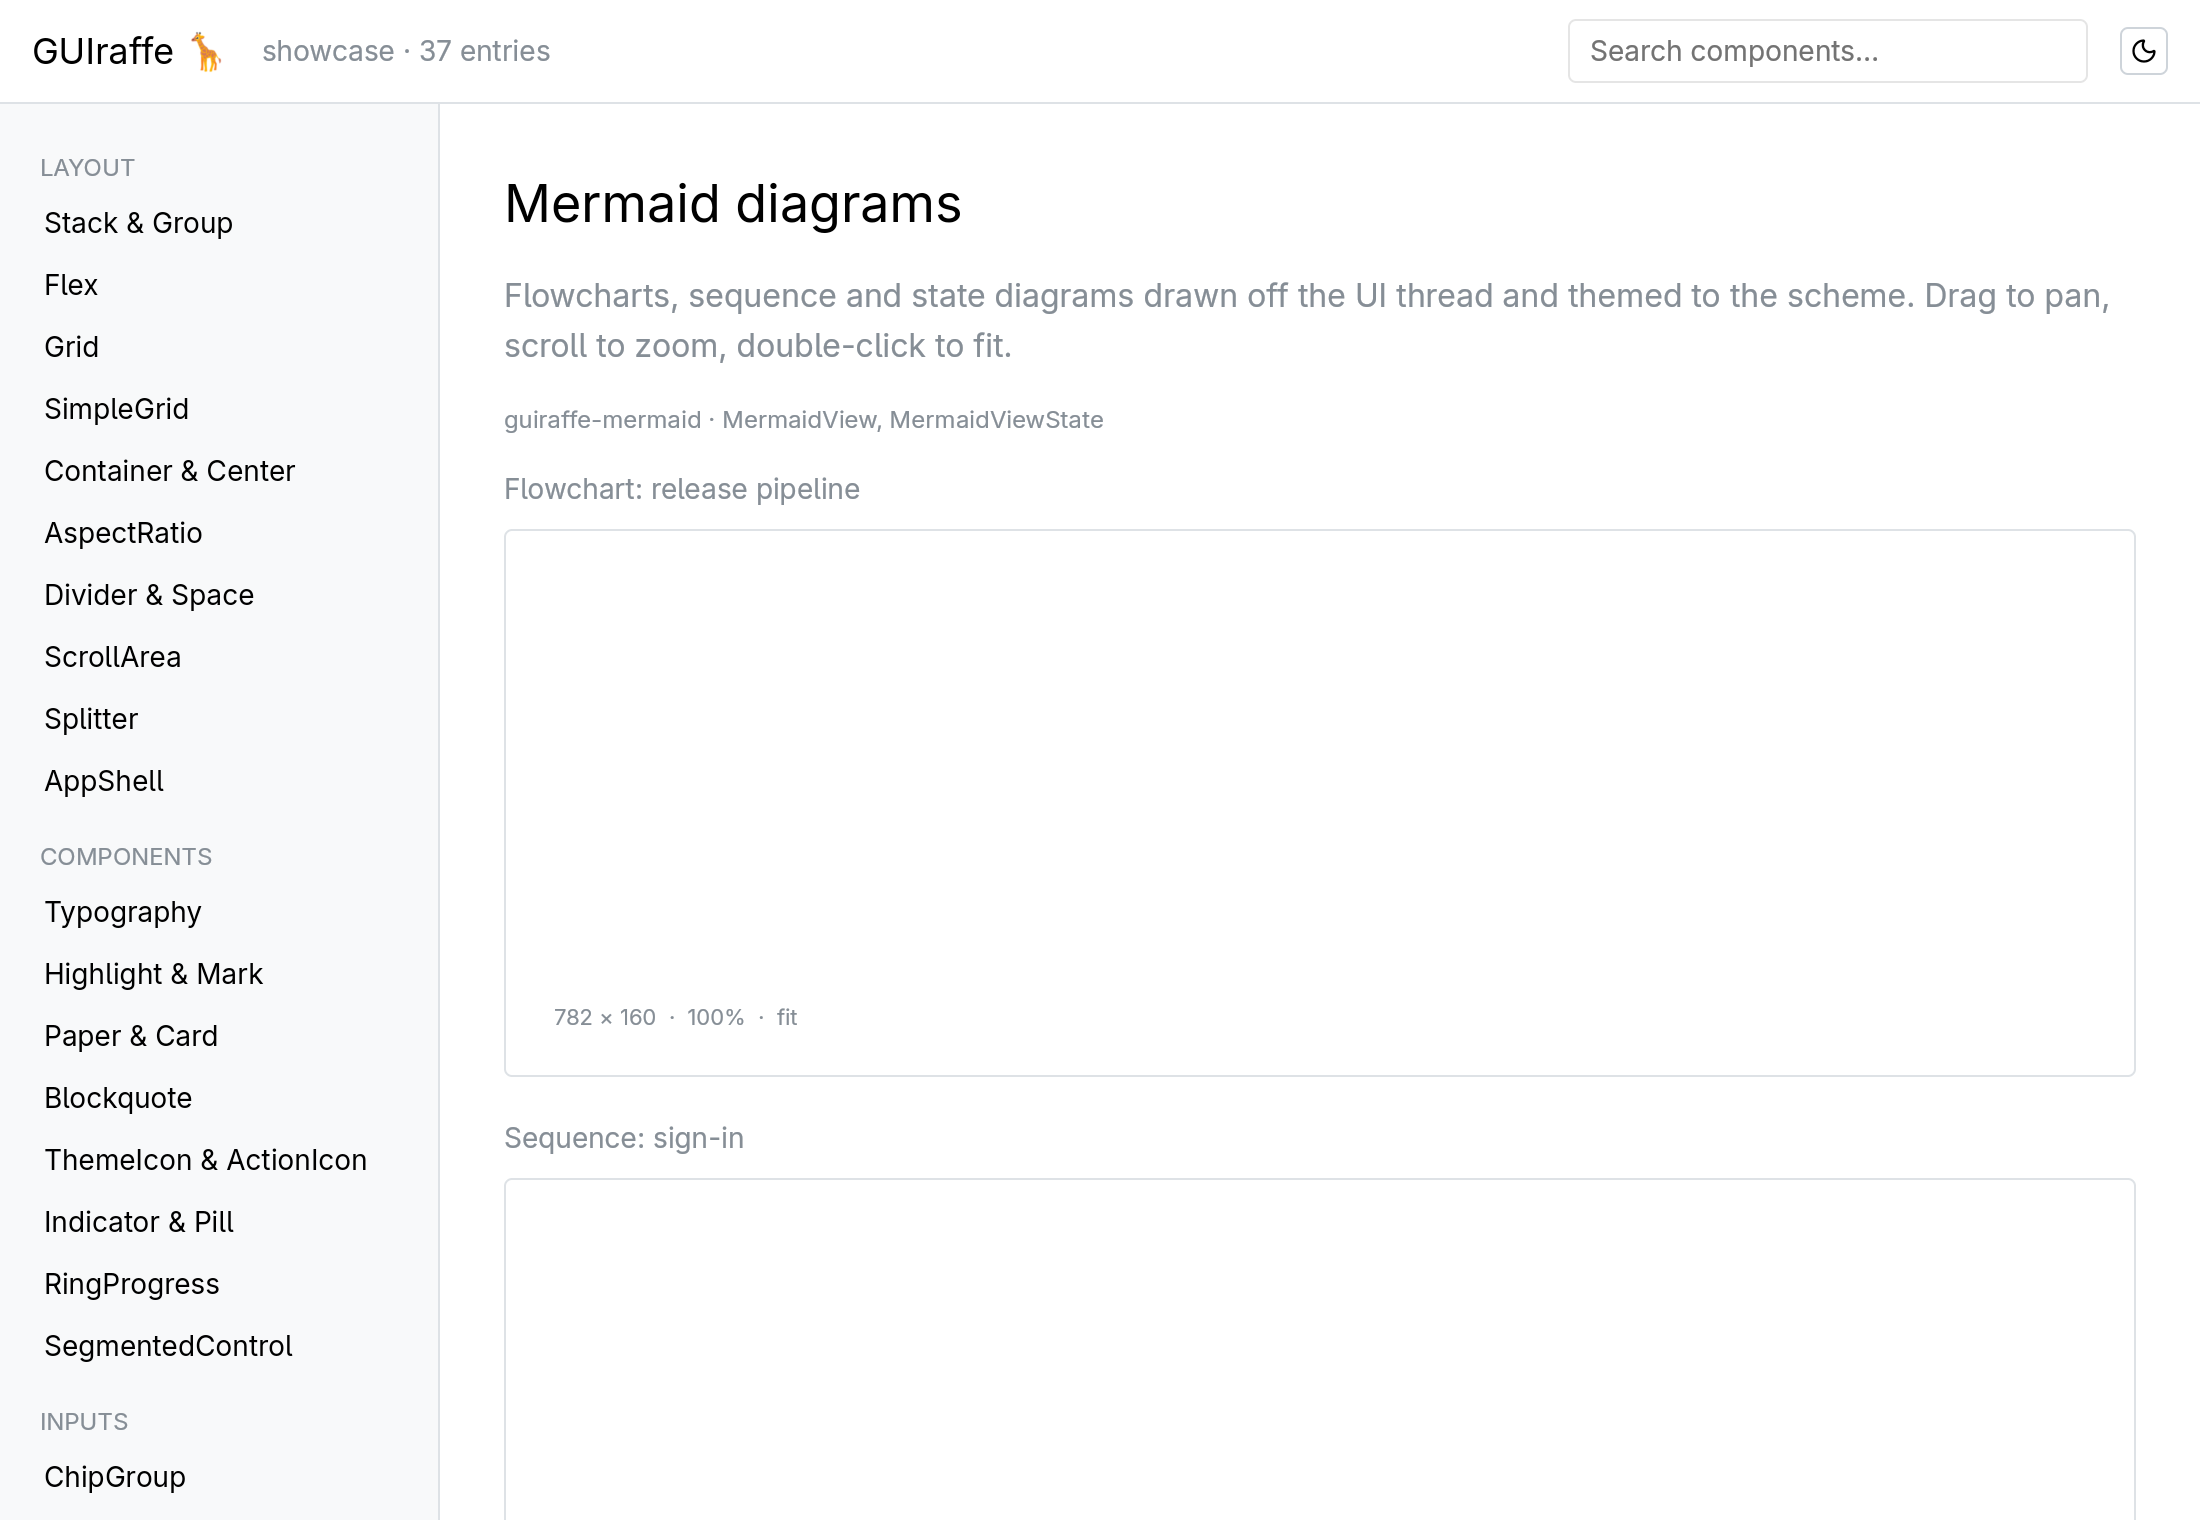 GUIraffe 🦒 showcase · 37 entries
Search components...
LAYOUT
Stack & Group
Flex
Grid
SimpleGrid
Container & Center
AspectRatio
Divider & Space
ScrollArea
Splitter
AppShell
COMPONENTS
Typography
Highlight & Mark
Paper & Card
Blockquote
ThemeIcon & ActionIcon
Indicator & Pill
RingProgress
SegmentedControl
INPUTS
ChipGroup
Mermaid diagrams
Flowcharts, sequence and state diagrams drawn off the UI thread and themed to the scheme. Drag to pan,
scroll to zoom, double-click to fit.
guiraffe-mermaid · MermaidView, MermaidViewState
Flowchart: release pipeline
782 × 160 · 100% · fit
Sequence: sign-in